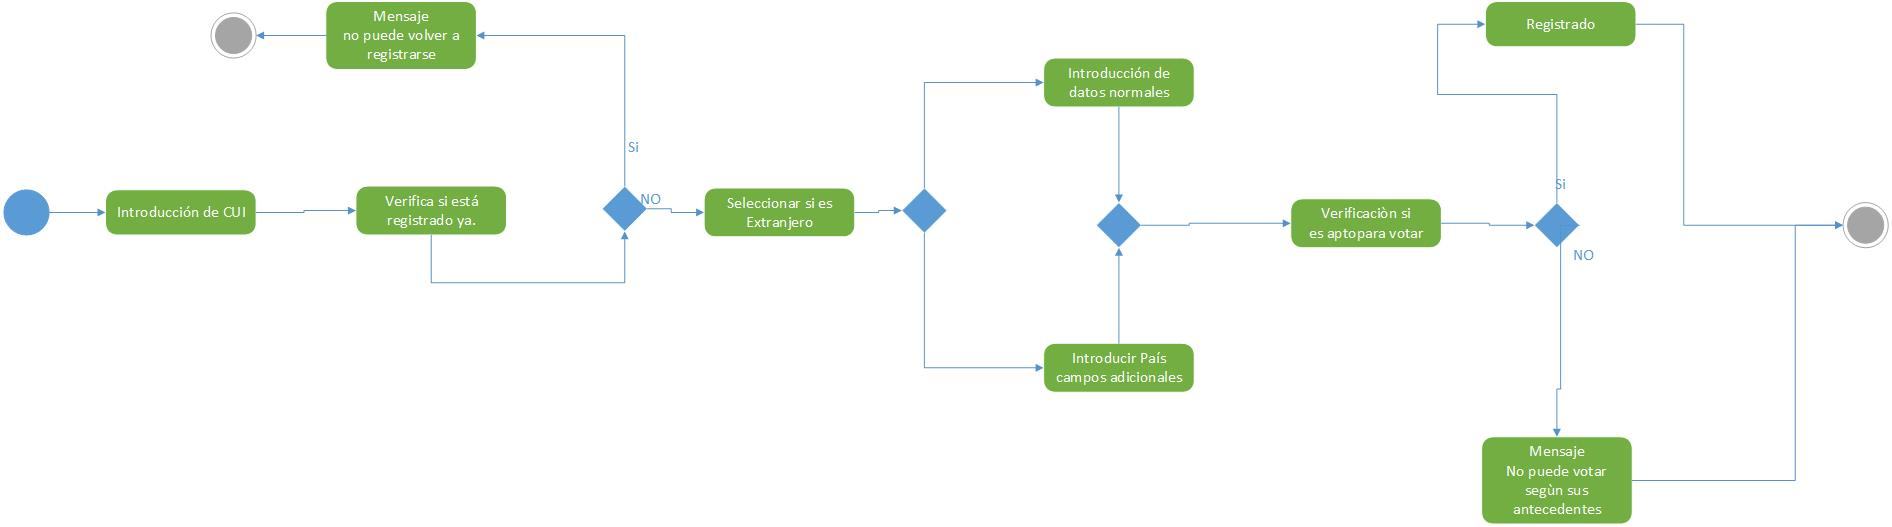 Mensaje
no puede volver a
registrarse
Registrado
Introducción de
datos normales
Si
Introducción de CUI
Verifica si está
registrado ya.
NO
Seleccionar si es
Extranjero
Verificaciòn si
es aptopara votar
Si
NO
Introducir País
campos adicionales
Mensaje
No puede votar
segùn sus
antecedentes